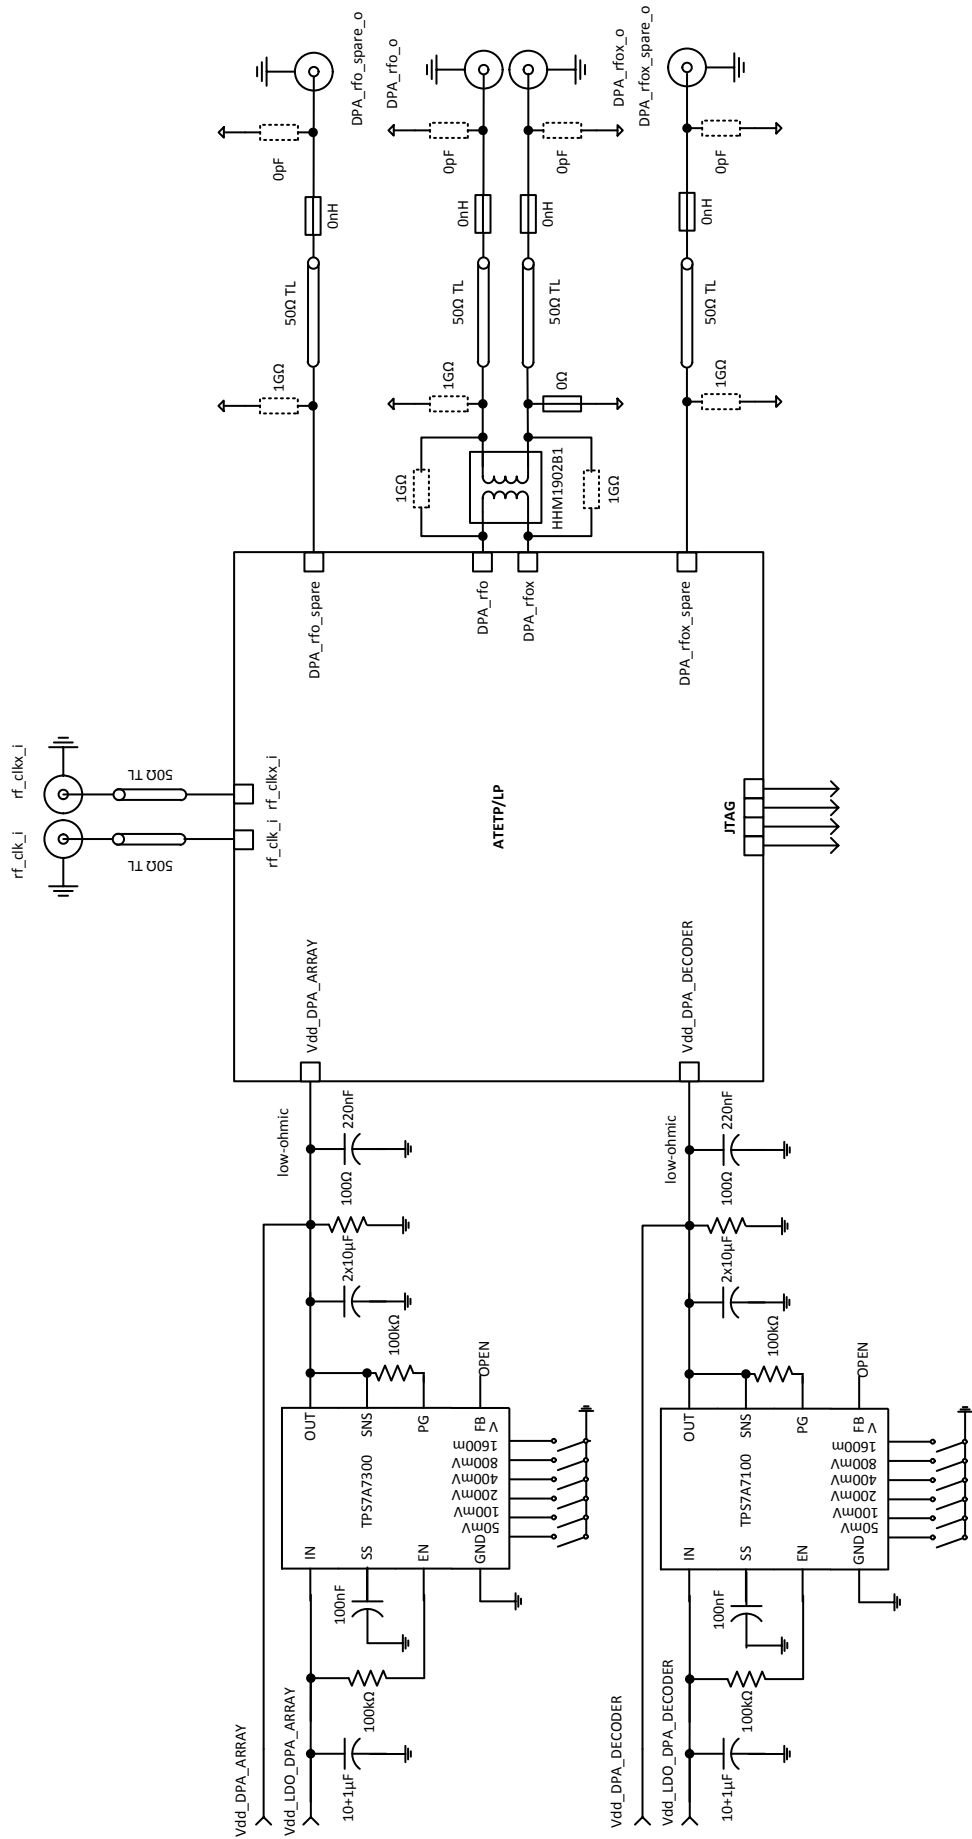 DPA_rfo_spare_o
DPA_rfo_o
DPA_rfox_o
DPA_rfox_spare_o
0pF
0pF
0pF
0pF
0nH
0nH
0nH
0nH
50Ω TL
50Ω TL
50Ω TL
50Ω TL
1GΩ
1GΩ
0Ω
1GΩ
1GΩ
HHM1902B1
1GΩ
DPA_rfo_spare
DPA_rfo
DPA_rfox
DPA_rfox_spare
rf_clkx_i
rf_clk_i
50Ω TL
50Ω TL
rf_clkx_i
rf_clk_i
ATETP/LP
JTAG
Vdd_DPA_ARRAY
Vdd_DPA_DECODER
low-ohmic
220nF
100Ω
2x10µF
100kΩ
OPEN
OUT
SNS
PG
FB
TPS7A7300
1600m
V
800mV
400mV
200mV
100mV
50mV
IN
SS
EN
GND
100nF
100kΩ
10+1µF
Vdd_DPA_ARRAY
Vdd_LDO_DPA_ARRAY
low-ohmic
220nF
100Ω
2x10µF
100kΩ
OPEN
OUT
SNS
PG
FB
TPS7A7100
1600m
V
800mV
400mV
200mV
100mV
50mV
IN
SS
EN
GND
100nF
100kΩ
10+1µF
Vdd_DPA_DECODER
Vdd_LDO_DPA_DECODER